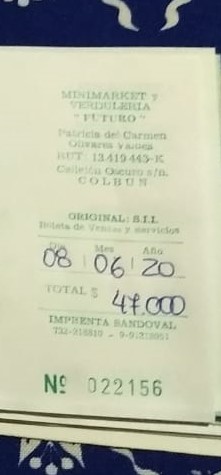 MINIMARKET Y
VERDULERIA
" FUTURO "
Patricia del Carmen
Olivares Valdes
RUT: 13.419.443-K
Callejón Oscuro s/n.
COLBUN
ORIGINAL: S.I.I.
Boleta de Ventas y servicios
Día Mes Año
08 06 20
TOTAL $ 47.000
IMPRENTA SANDOVAL
Nº 022156